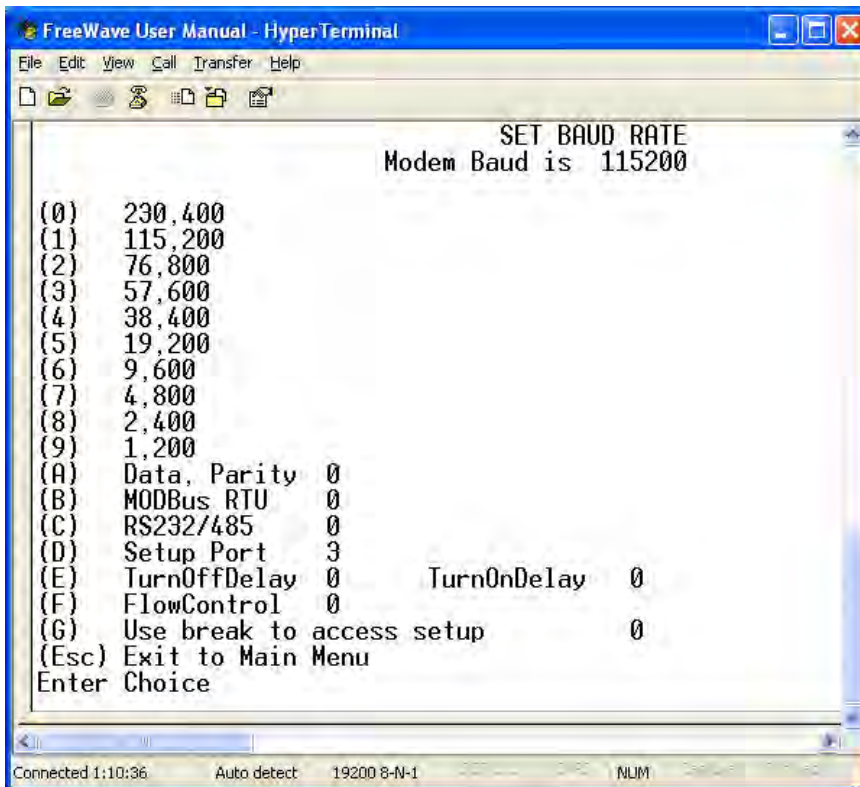 FreeWave User Manual - HyperTerminal
File Edit View Call Transfer Help
SET BAUD RATE
Modem Baud is 115200
(0) 230,400
(1) 115,200
(2) 76,800
(3) 57,600
(4) 38,400
(5) 19,200
(6) 9,600
(7) 4,800
(8) 2,400
(9) 1,200
(A) Data, Parity 0
(B) MODBus RTU 0
(C) RS232/485 0
(D) Setup Port 3
(E) TurnOffDelay 0 TurnOnDelay 0
(F) FlowControl 0
(G) Use break to access setup 0
(Esc) Exit to Main Menu
Enter Choice
Connected 1:10:36 Auto detect 19200 8-N-1 NUM